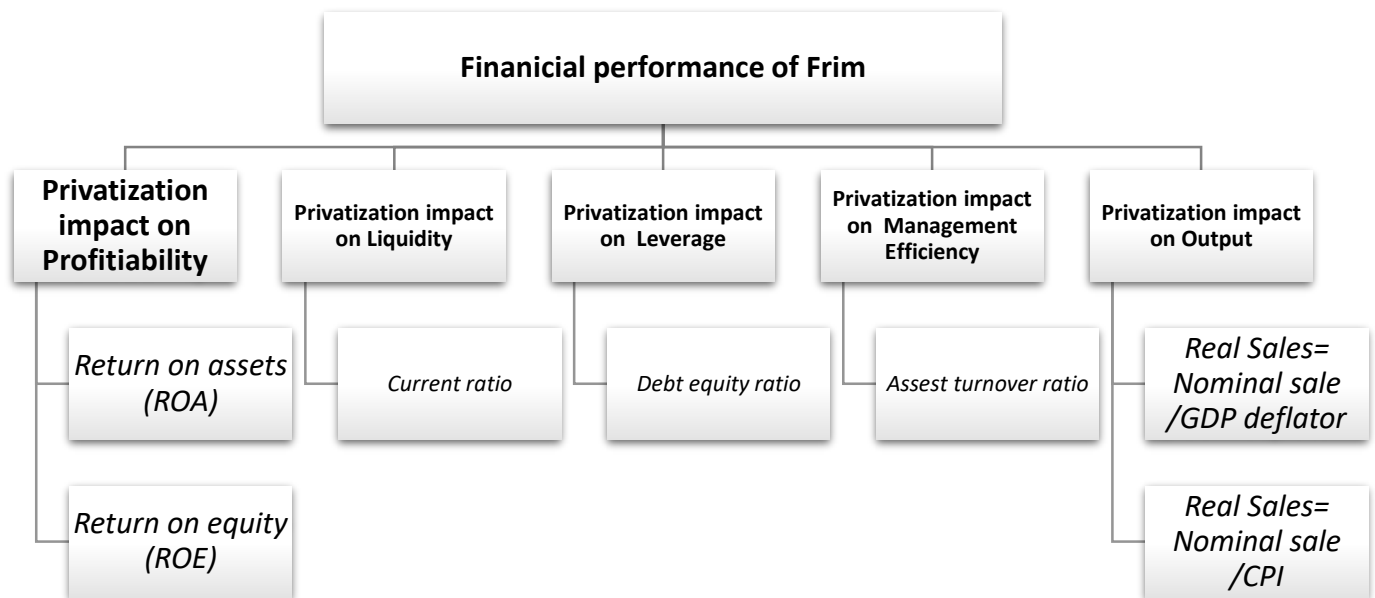 Finanicial performance of Frim
Privatization
impact on
Profitiability
Privatization impact
on Liquidity
Privatization impact
on Leverage
Privatization impact
on Management
Efficiency
Privatization impact
on Output
Return on assets
(ROA)
Current ratio
Debt equity ratio
Assest turnover ratio
Real Sales=
Nominal sale
/GDP deflator
Return on equity
(ROE)
Real Sales=
Nominal sale
/CPI